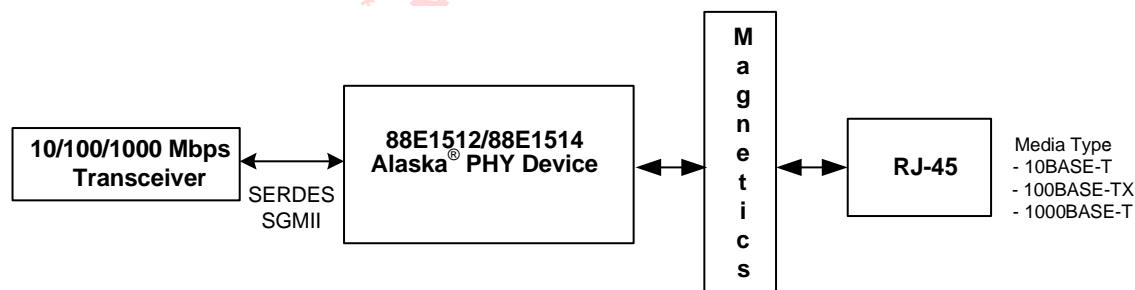 10/100/1000 Mbps
Transceiver
SERDES
SGMII
88E1512/88E1514
Alaska® PHY Device
Magnetics
RJ-45
Media Type
- 10BASE-T
- 100BASE-TX
- 1000BASE-T